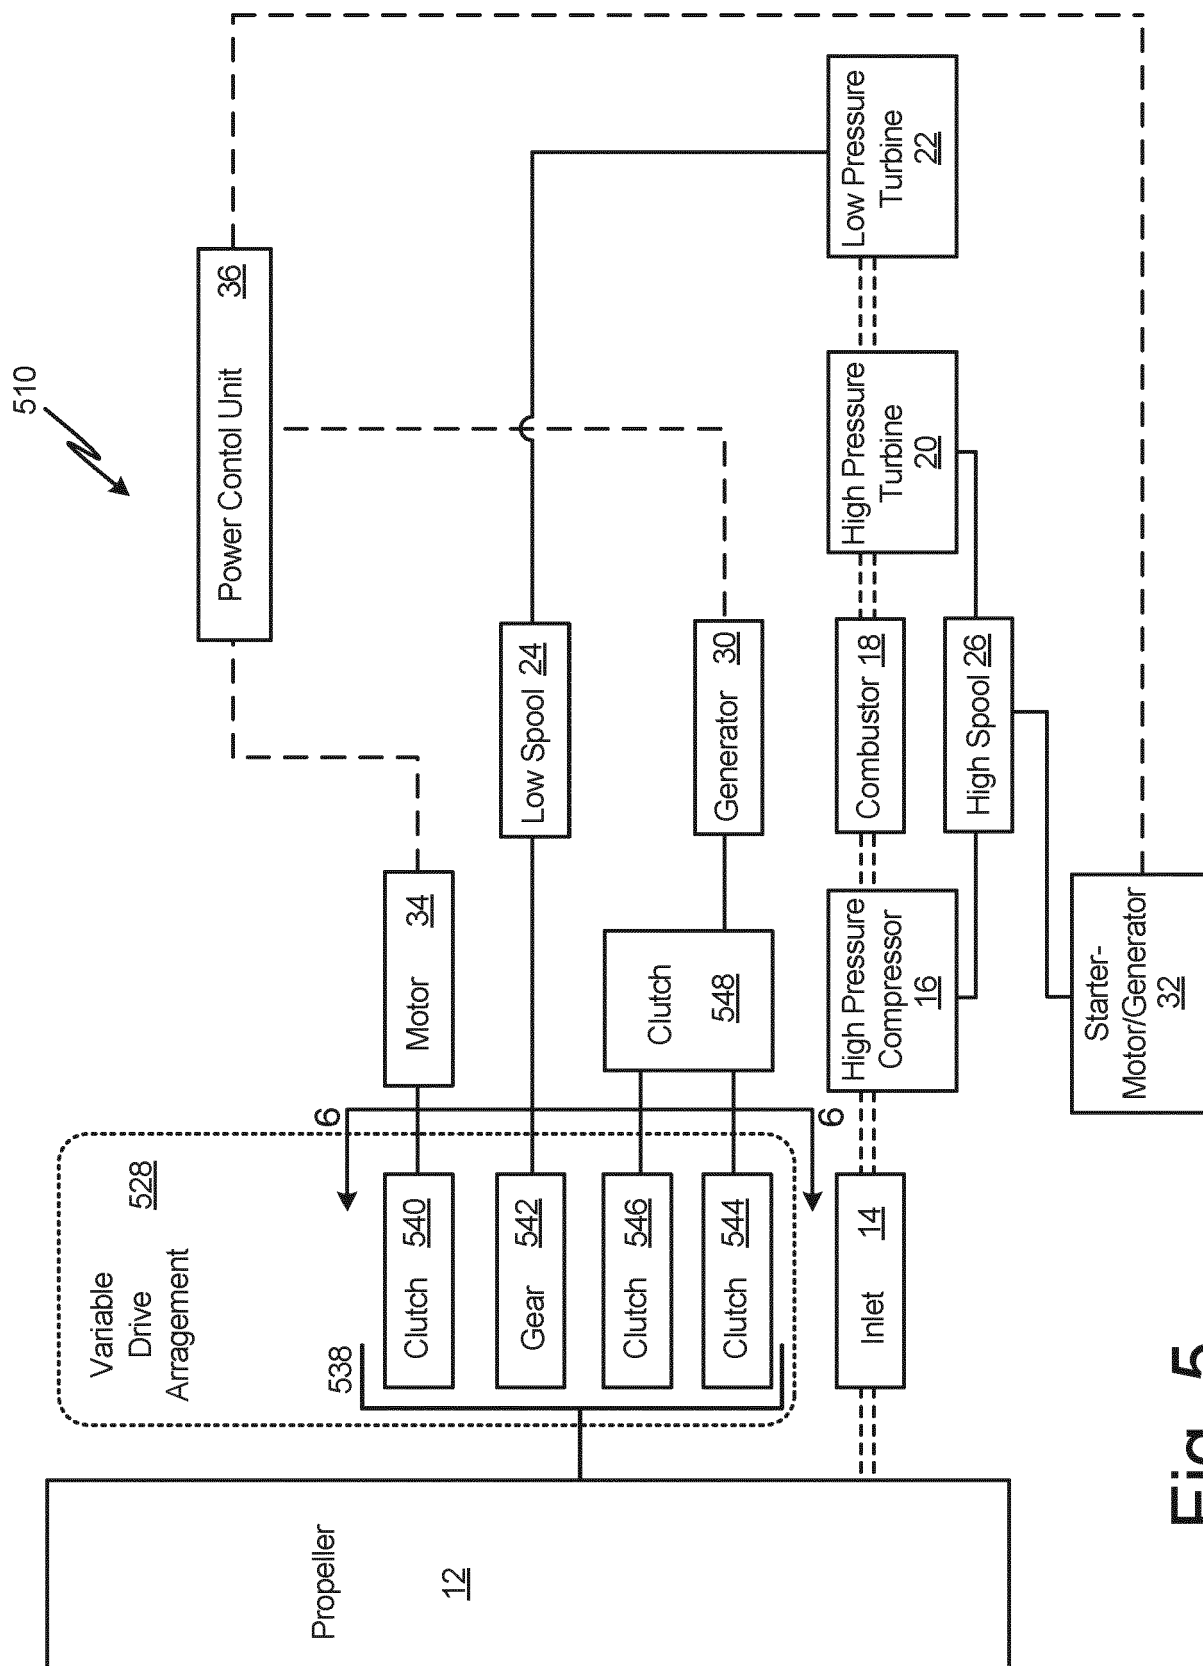 510
Power Contol Unit 36
Variable
Drive
Arragement
528
538
6
6
Clutch 540
Gear 542
Clutch 546
Clutch 544
Motor 34
Low Spool 24
Clutch
548
Generator 30
Propeller
12
Inlet 14
High Pressure
Compressor
16
Combustor 18
High Pressure
Turbine
20
Low Pressure
Turbine
22
High Spool 26
Starter-
Motor/Generator
32
Fig. 5